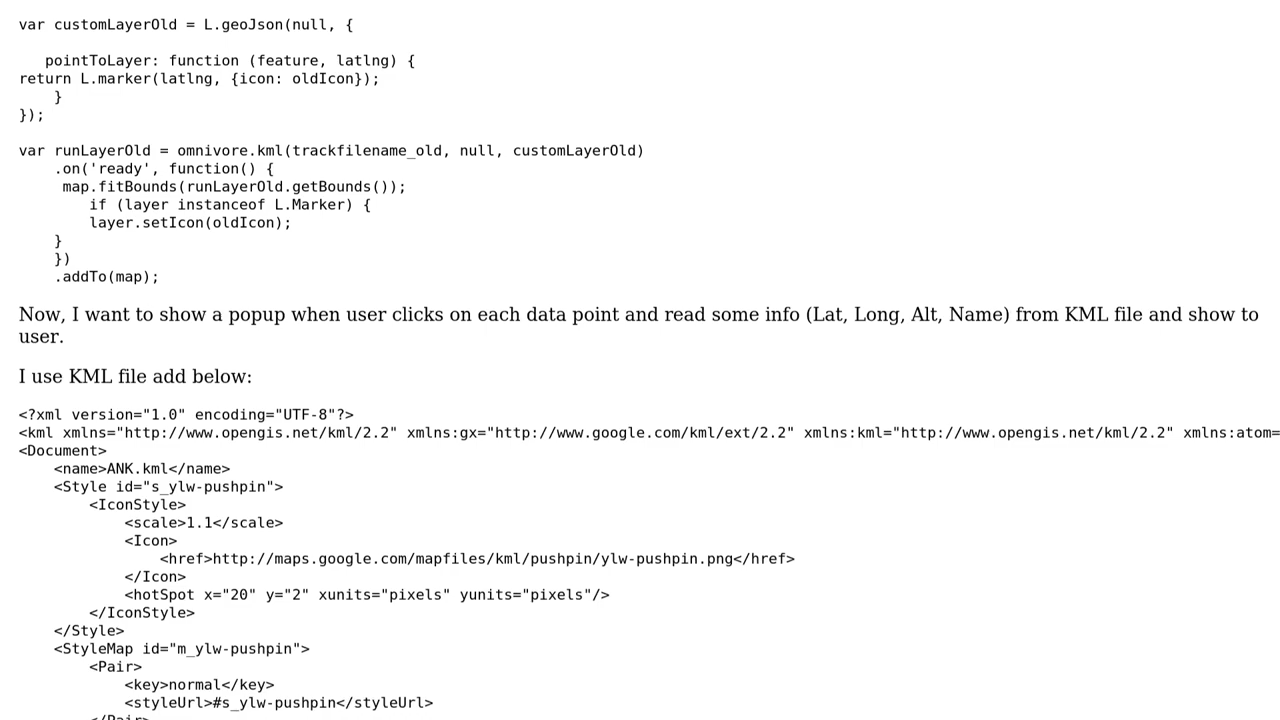 var customLayerOld = L.geoJson(null, {
pointToLayer: function (feature, latlng) {
return L.marker(latlng, {icon: oldIcon});
}
});
var runLayerOld = omnivore.kml(trackfilename_old, null, customLayerOld)
.on('ready', function() {
map.fitBounds(runLayerOld.getBounds());
if (layer instanceof L.Marker) {
layer.setIcon(oldIcon);
}
})
.addTo(map);
Now, I want to show a popup when user clicks on each data point and read some info (Lat, Long, Alt, Name) from KML file and show to
user.
I use KML file add below:
<?xml version="1.0" encoding="UTF-8"?>
<kml xmlns="http://www.opengis.net/kml/2.2" xmlns:gx="http://www.google.com/kml/ext/2.2" xmlns:kml="http://www.opengis.net/kml/2.2" xmlns:atom=
<Document>
<name>ANK.kml</name>
<Style id="s_ylw-pushpin">
<IconStyle>
<scale>1.1</scale>
<Icon>
<href>http://maps.google.com/mapfiles/kml/pushpin/ylw-pushpin.png</href>
</Icon>
<hotSpot x="20" y="2" xunits="pixels" yunits="pixels"/>
</IconStyle>
</Style>
<StyleMap id="m_ylw-pushpin">
<Pair>
<key>normal</key>
<styleUrl>#s_ylw-pushpin</styleUrl>
</Pair>